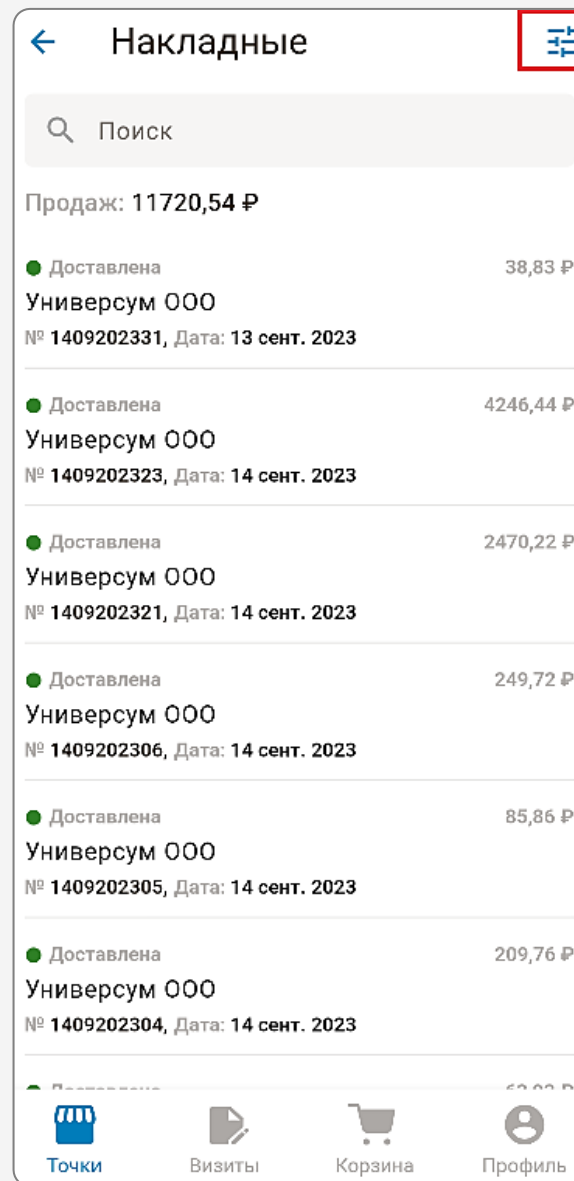 Накладные
Поиск
Продаж: 11720,54 ₽
Доставлена 38,83 ₽
Универсум ООО
№ 1409202331, Дата: 13 сент. 2023
Доставлена 4246,44 ₽
Универсум ООО
№ 1409202323, Дата: 14 сент. 2023
Доставлена 2470,22 ₽
Универсум ООО
№ 1409202321, Дата: 14 сент. 2023
Доставлена 249,72 ₽
Универсум ООО
№ 1409202306, Дата: 14 сент. 2023
Доставлена 85,86 ₽
Универсум ООО
№ 1409202305, Дата: 14 сент. 2023
Доставлена 209,76 ₽
Универсум ООО
№ 1409202304, Дата: 14 сент. 2023
Точки Визиты Корзина Профиль